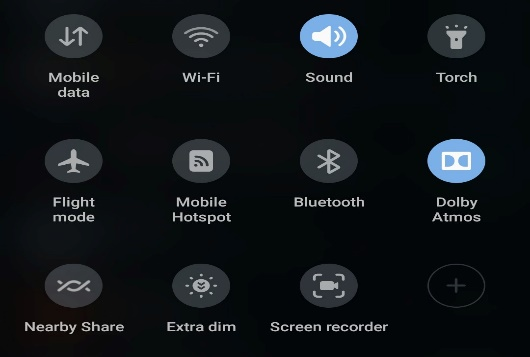 Mobile data
Wi-Fi
Sound
Torch
Flight mode
Mobile Hotspot
Bluetooth
Dolby Atmos
Nearby Share
Extra dim
Screen recorder